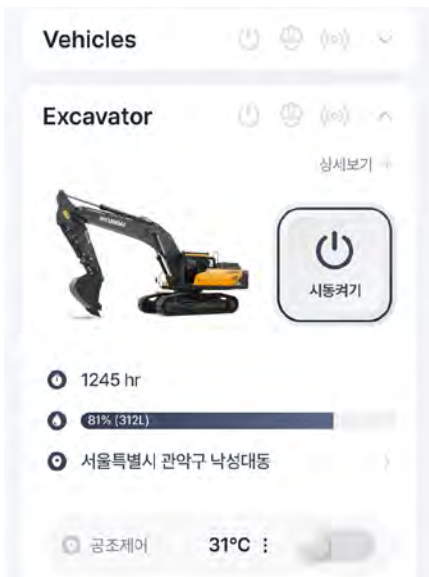 Vehicles
Excavator
상세보기 +
HYUNDAI
시동켜기
1245 hr
81% (312L)
서울특별시 관악구 낙성대동
공조제어 31°C